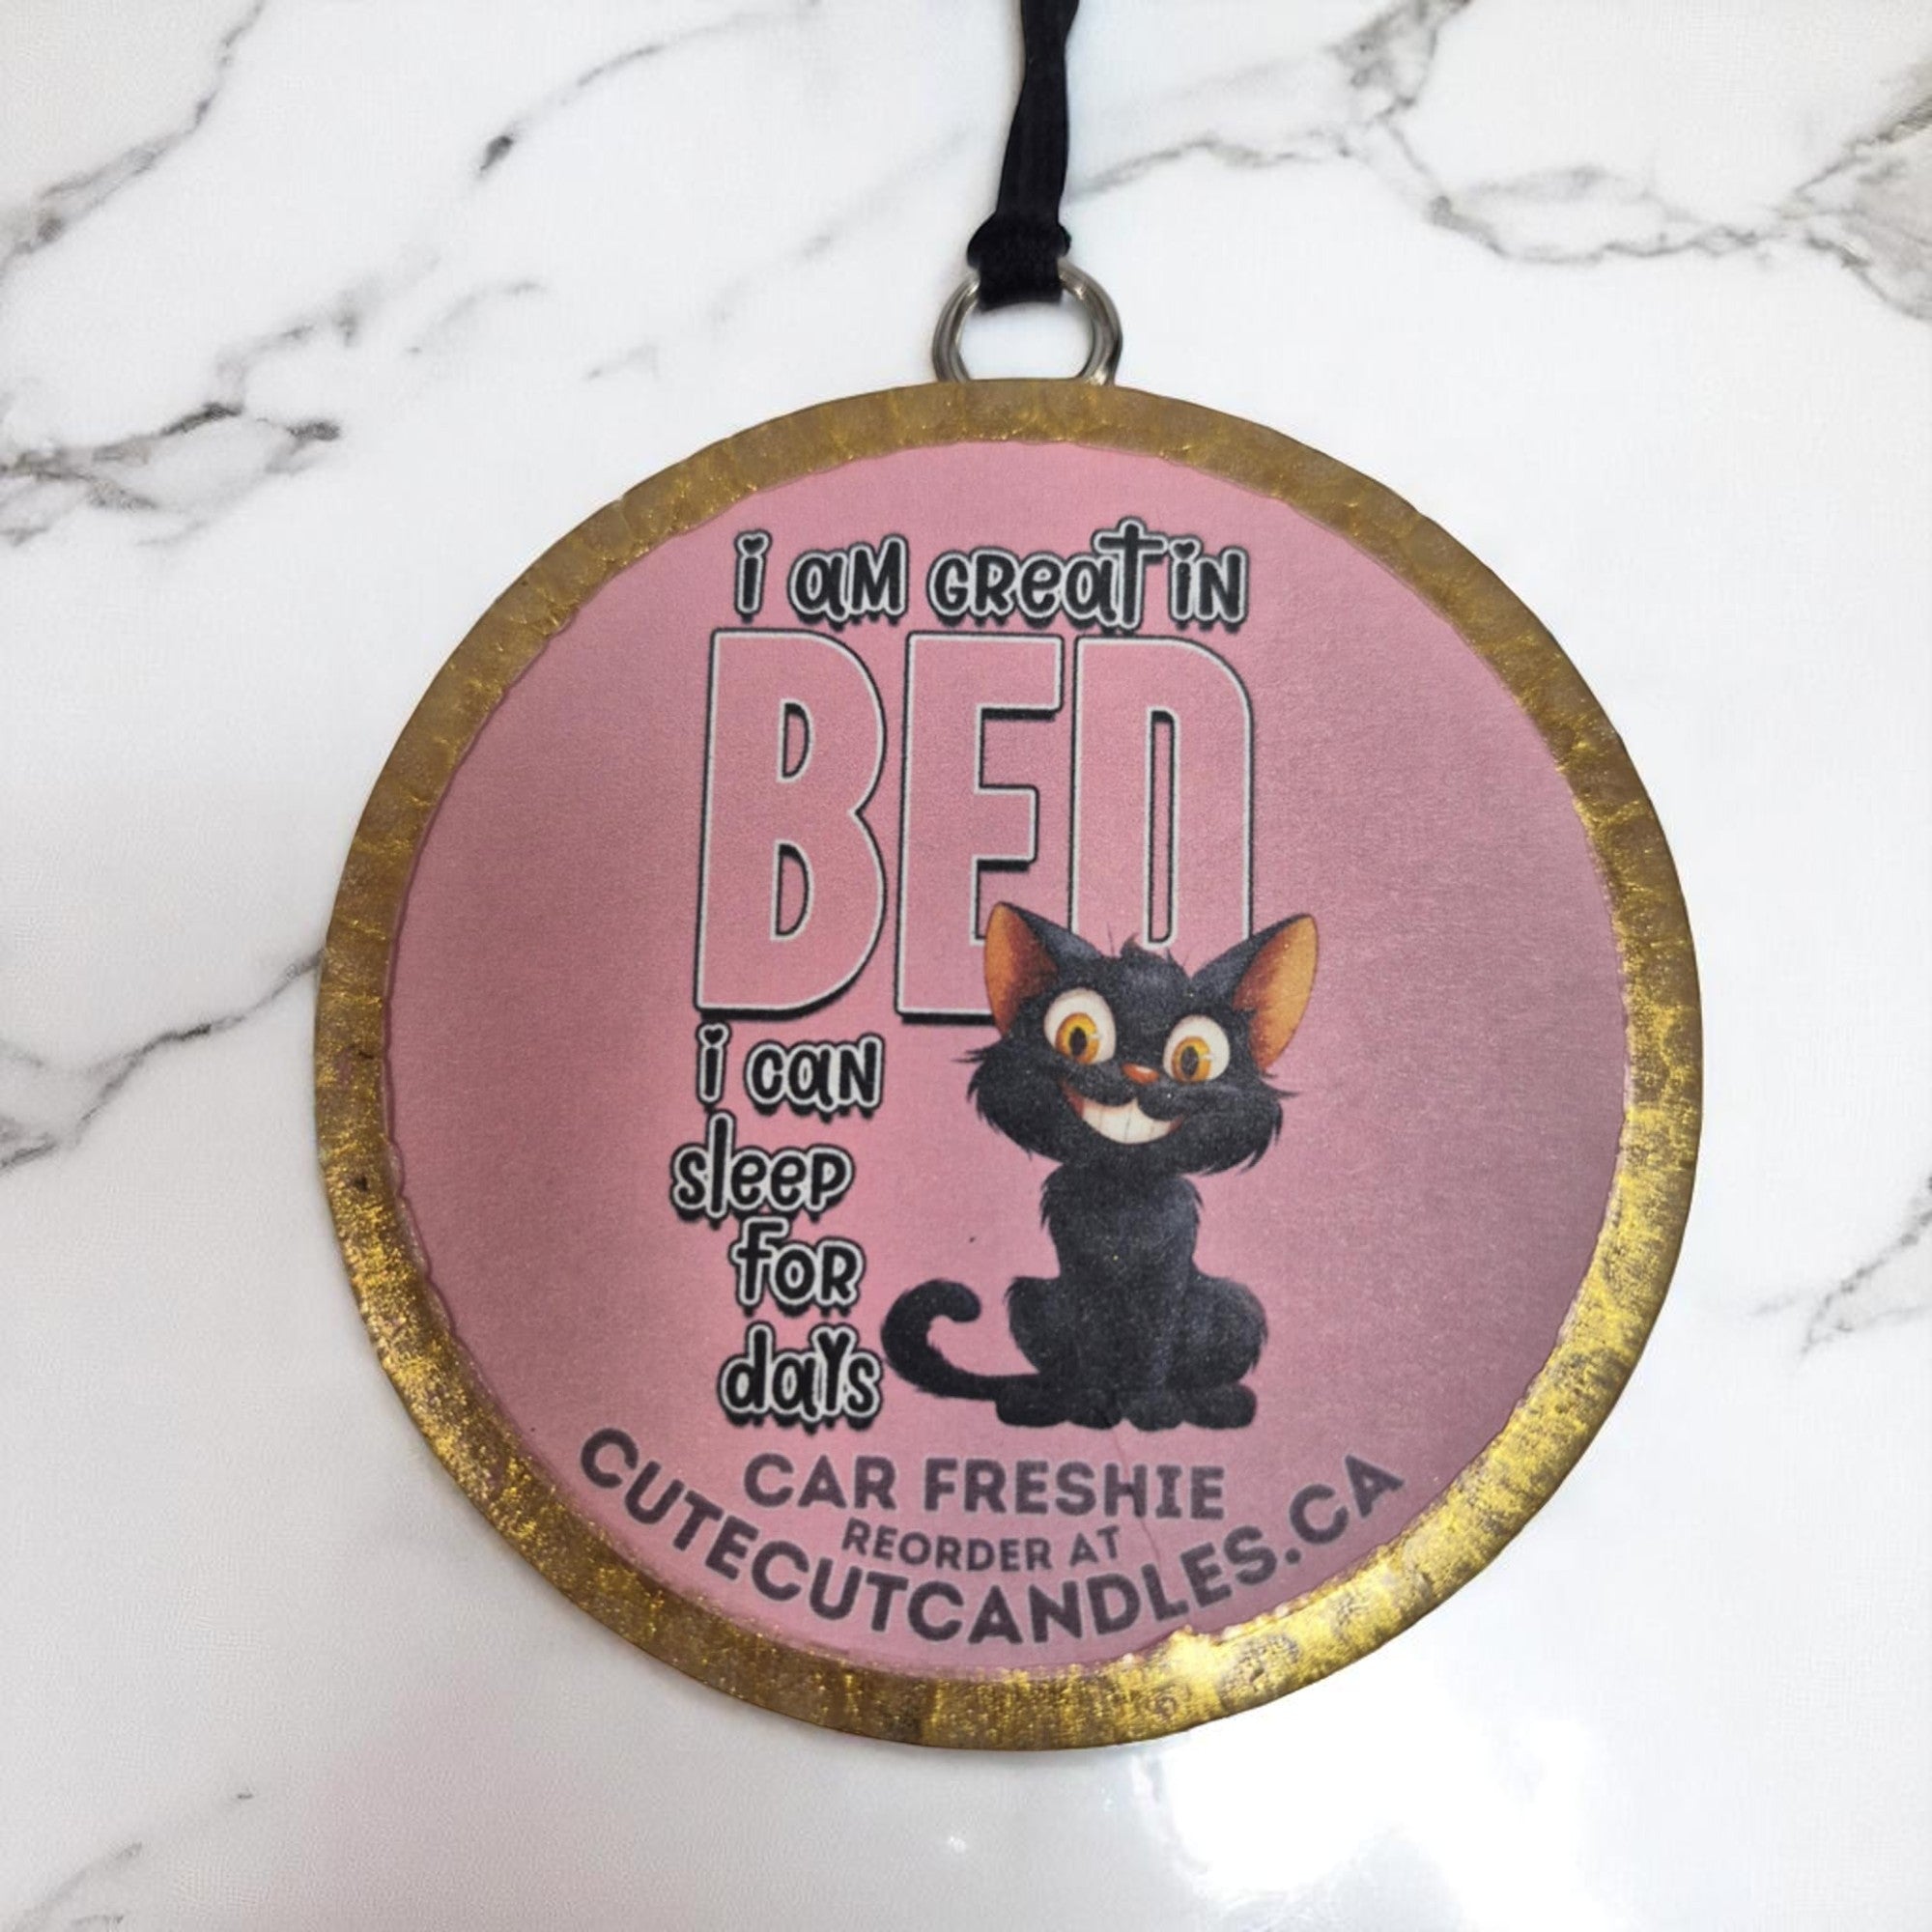 i am GReat iN
BED
i caN
sleeP
foR
daYs
CAR FRESHIE
REORDER AT
CUTECUTCANDLES.CA